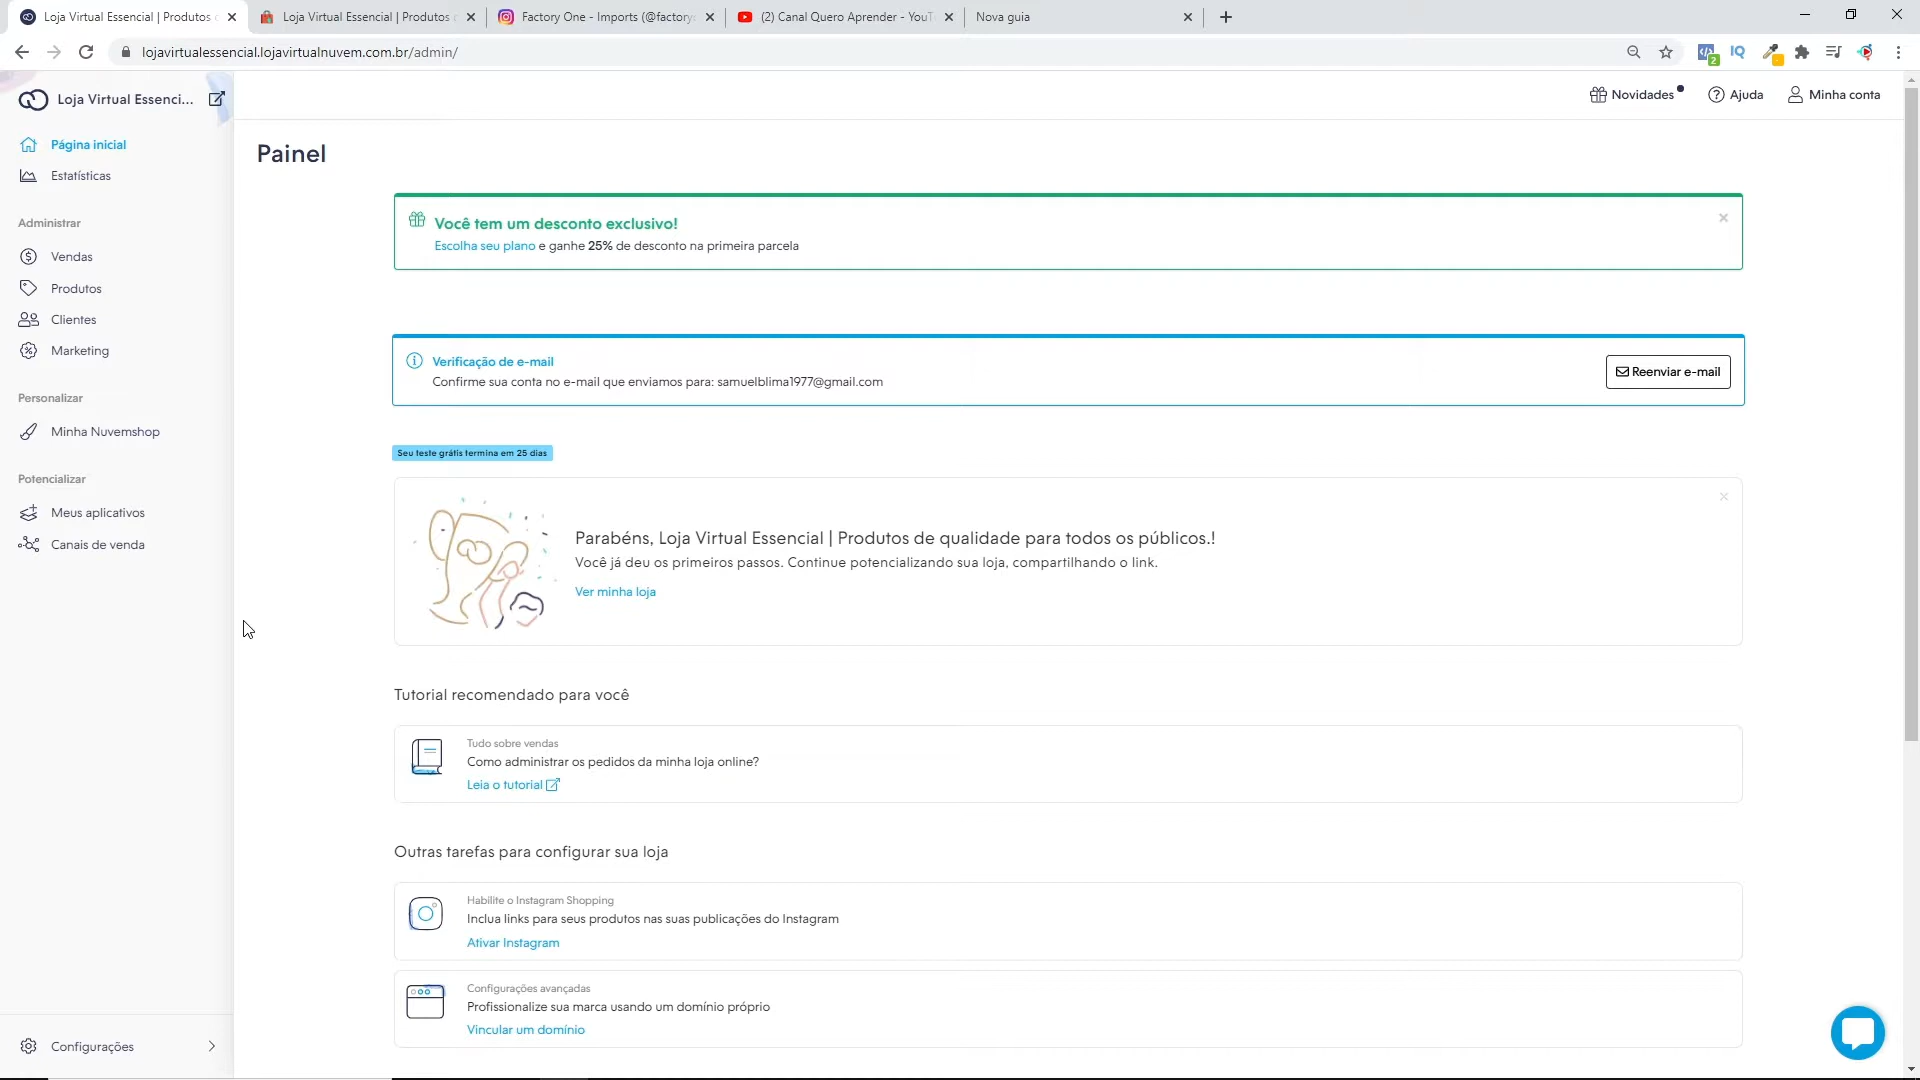 Loja Virtual Essencial | Produtos
Loja Virtual Essencial | Produtos
Factory One - Imports (@factory
(2) Canal Quero Aprender - YouT
Nova guia
lojavirtualessencial.lojavirtualnuvem.com.br/admin/
2
IQ
Loja Virtual Essenci...
Novidades
Ajuda
Minha conta
Página inicial
Estatísticas
Administrar
Vendas
Produtos
Clientes
Marketing
Personalizar
Minha Nuvemshop
Potencializar
Meus aplicativos
Canais de venda
Configurações
Painel
Você tem um desconto exclusivo!
Escolha seu plano e ganhe 25% de desconto na primeira parcela
Verificação de e-mail
Confirme sua conta no e-mail que enviamos para: samuelblima1977@gmail.com
Reenviar e-mail
Seu teste grátis termina em 25 dias
Parabéns, Loja Virtual Essencial | Produtos de qualidade para todos os públicos.!
Você já deu os primeiros passos. Continue potencializando sua loja, compartilhando o link.
Ver minha loja
Tutorial recomendado para você
Tudo sobre vendas
Como administrar os pedidos da minha loja online?
Leia o tutorial
Outras tarefas para configurar sua loja
Habilite o Instagram Shopping
Inclua links para seus produtos nas suas publicações do Instagram
Ativar Instagram
Configurações avançadas
Profissionalize sua marca usando um domínio próprio
Vincular um domínio